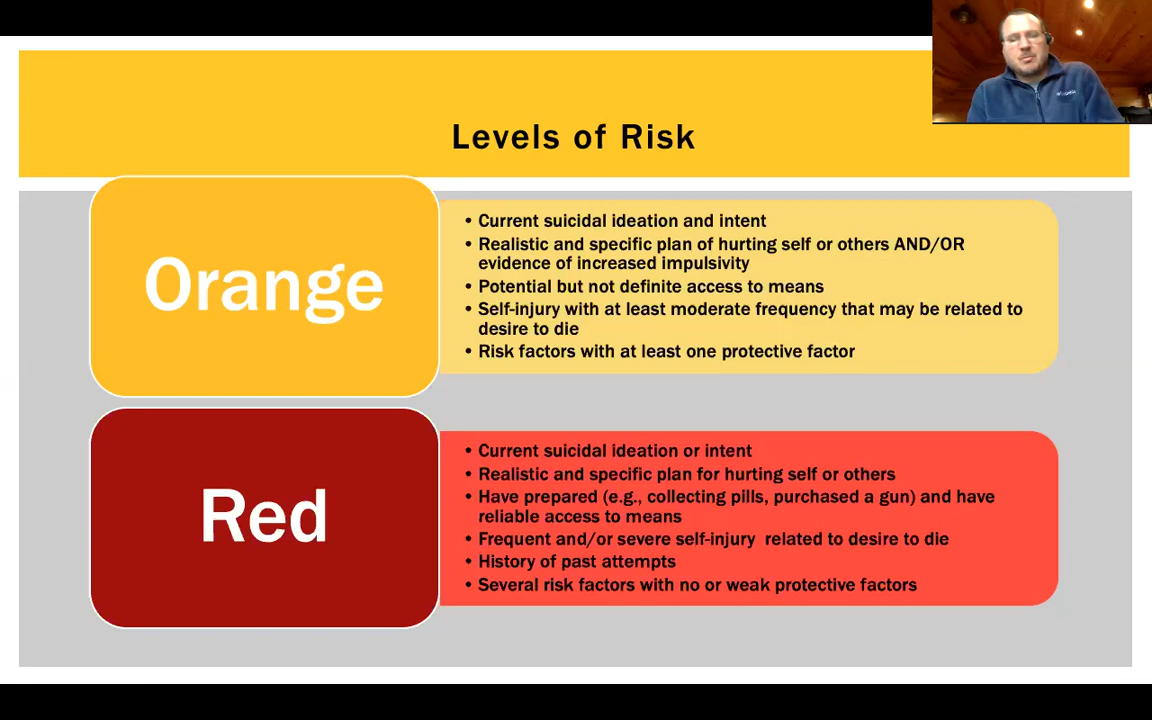 Levels of Risk
Orange
• Current suicidal ideation and intent
• Realistic and specific plan of hurting self or others AND/OR
evidence of increased impulsivity
• Potential but not definite access to means
• Self-injury with at least moderate frequency that may be related to
desire to die
• Risk factors with at least one protective factor
Red
• Current suicidal ideation or intent
• Realistic and specific plan for hurting self or others
• Have prepared (e.g., collecting pills, purchased a gun) and have
reliable access to means
• Frequent and/or severe self-injury related to desire to die
• History of past attempts
• Several risk factors with no or weak protective factors